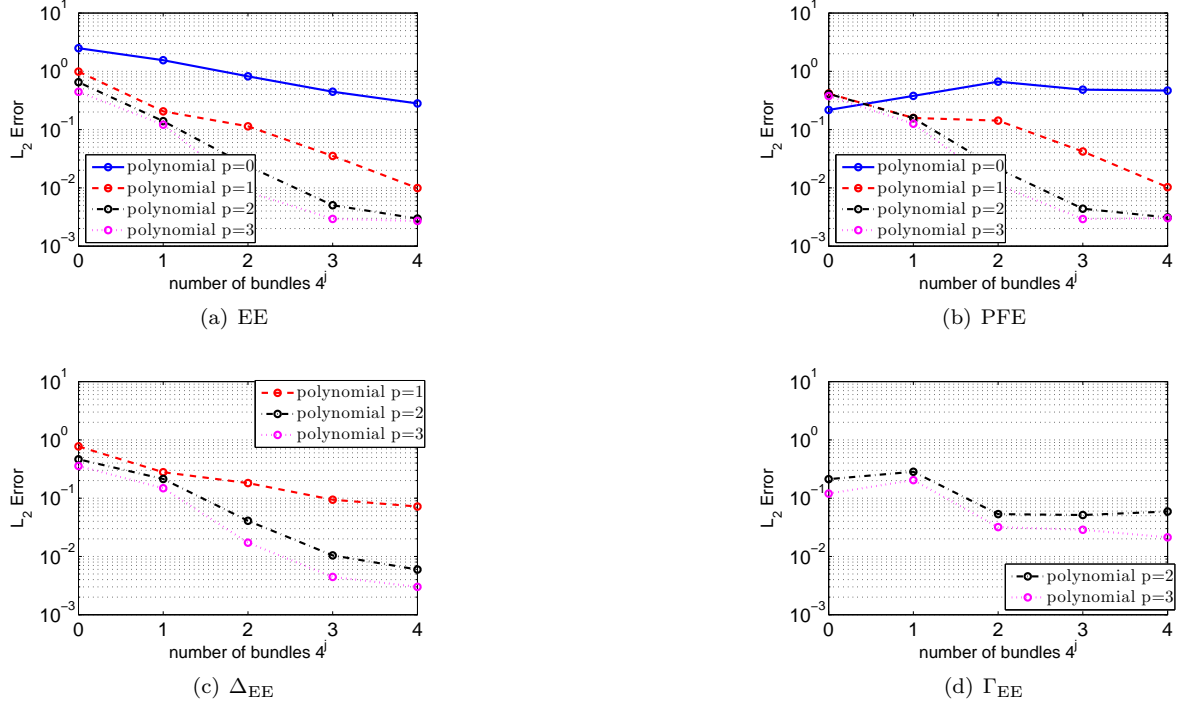 10^1
10^0
10^-1
10^-2
10^-3
L_2 Error
polynomial p=0
polynomial p=1
polynomial p=2
polynomial p=3
0 1 2 3 4
number of bundles 4^j
(a) EE
10^1
10^0
10^-1
10^-2
10^-3
L_2 Error
polynomial p=0
polynomial p=1
polynomial p=2
polynomial p=3
0 1 2 3 4
number of bundles 4^j
(b) PFE
10^1
10^0
10^-1
10^-2
10^-3
L_2 Error
polynomial p=1
polynomial p=2
polynomial p=3
0 1 2 3 4
number of bundles 4^j
(c) Δ_EE
10^1
10^0
10^-1
10^-2
10^-3
L_2 Error
polynomial p=2
polynomial p=3
0 1 2 3 4
number of bundles 4^j
(d) Γ_EE